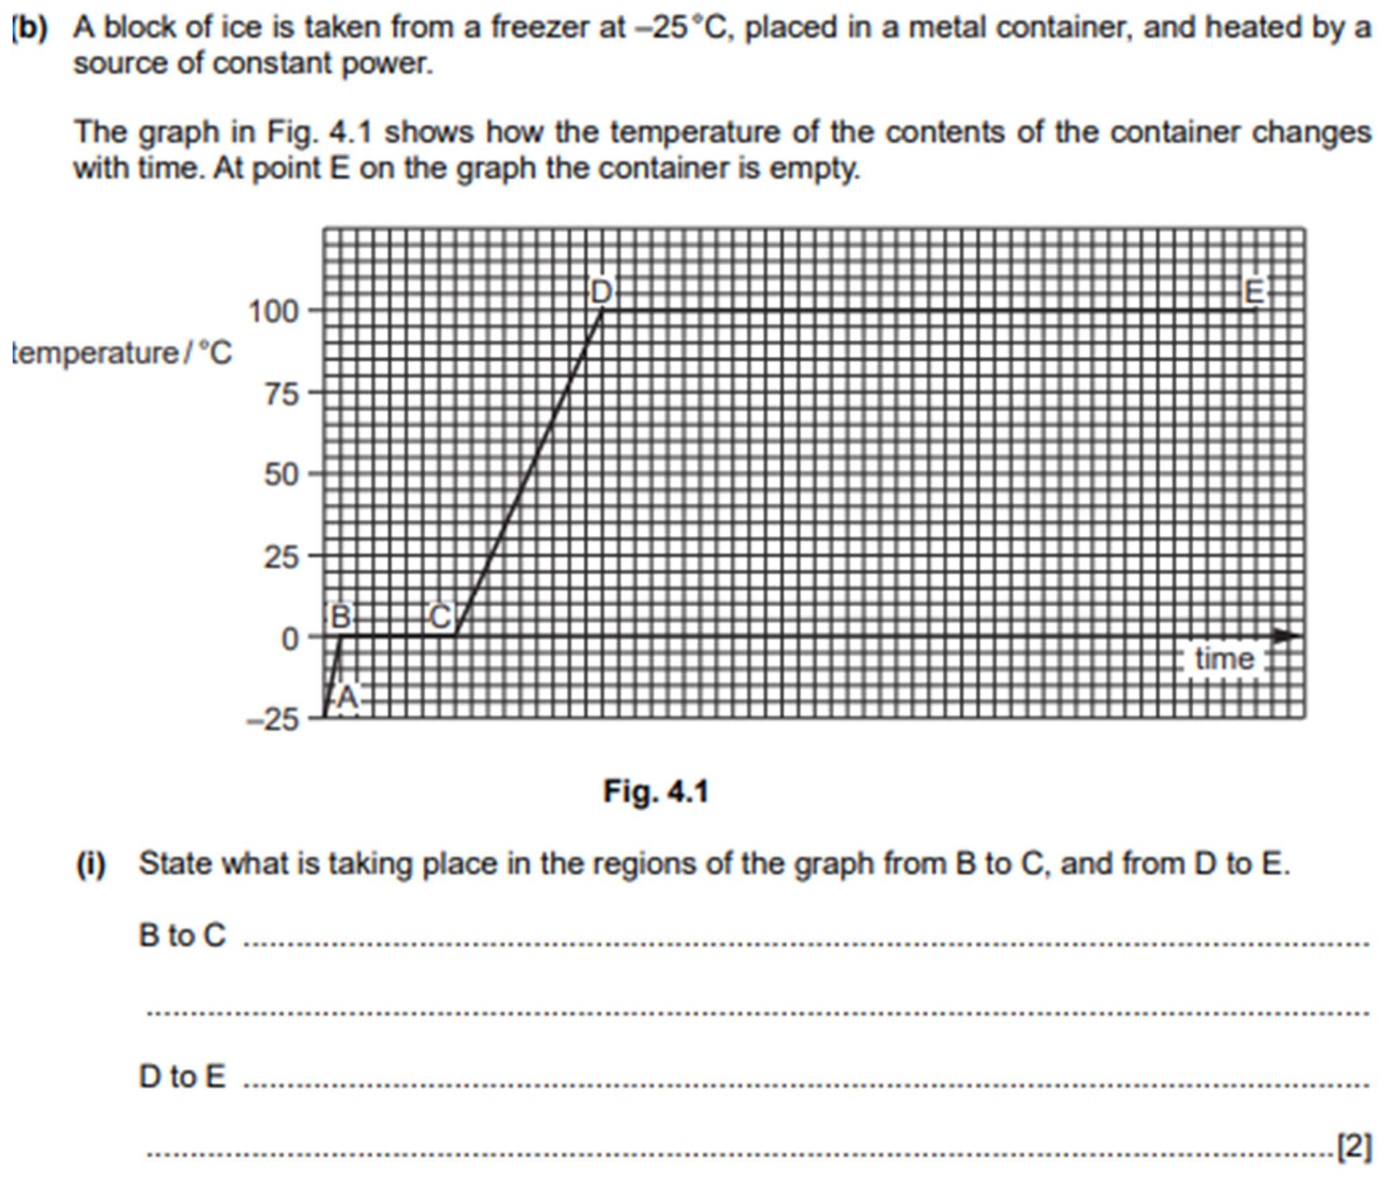 (b) A block of ice is taken from a freezer at –25°C, placed in a metal container, and heated by a
source of constant power.
The graph in Fig. 4.1 shows how the temperature of the contents of the container changes
with time. At point E on the graph the container is empty.
D
E
100
temperature/°C
75
50
25
B
C
0
time
A
–25
Fig. 4.1
(i) State what is taking place in the regions of the graph from B to C, and from D to E.
B to C ................................................................
................................................................
D to E ................................................................
................................................................[2]